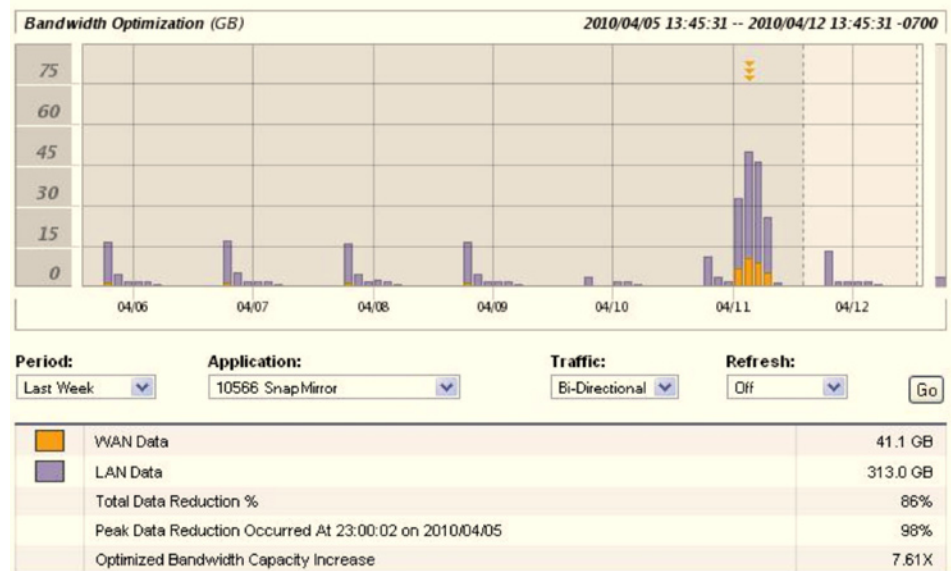 Bandwidth Optimization (GB) 2010/04/05 13:45:31 -- 2010/04/12 13:45:31 -0700
75
60
45
30
15
0
04/06 04/07 04/08 04/09 04/10 04/11 04/12
Period: Application: Traffic: Refresh:
Last Week 10566 SnapMirror Bi-Directional Off Go
WAN Data 41.1 GB
LAN Data 313.0 GB
Total Data Reduction % 86%
Peak Data Reduction Occurred At 23:00:02 on 2010/04/05 98%
Optimized Bandwidth Capacity Increase 7.61X